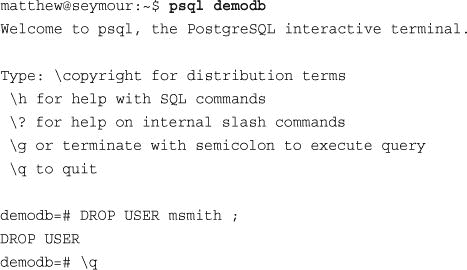 matthew@seymour:~$ psql demodb
Welcome to psql, the PostgreSQL interactive terminal.
Type: \copyright for distribution terms
\h for help with SQL commands
\? for help on internal slash commands
\g or terminate with semicolon to execute query
\q to quit
demodb=# DROP USER msmith ;
DROP USER
demodb=# \q